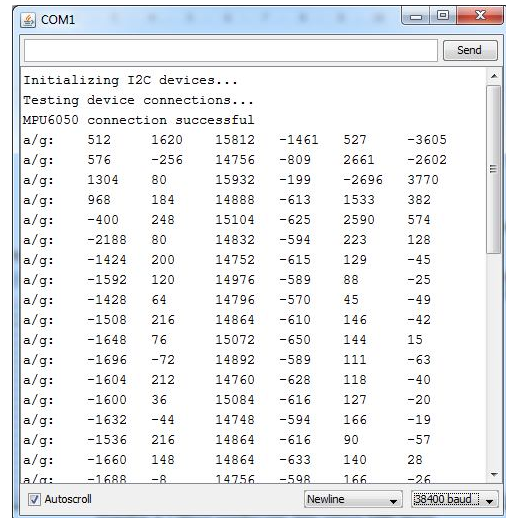 COM1
Send
Initializing I2C devices...
Testing device connections...
MPU6050 connection successful
a/g: 512 1620 15812 -1461 527 -3605
a/g: 576 -256 14756 -809 2661 -2602
a/g: 1304 80 15932 -199 -2696 3770
a/g: 968 184 14888 -613 1533 382
a/g: -400 248 15104 -625 2590 574
a/g: -2188 80 14832 -594 223 128
a/g: -1424 200 14752 -615 129 -45
a/g: -1592 120 14976 -589 88 -25
a/g: -1428 64 14796 -570 45 -49
a/g: -1508 216 14864 -610 146 -42
a/g: -1648 76 15072 -650 144 15
a/g: -1696 -72 14892 -589 111 -63
a/g: -1604 212 14760 -628 118 -40
a/g: -1600 36 15084 -616 127 -20
a/g: -1632 -44 14748 -594 166 -19
a/g: -1536 216 14864 -616 90 -57
a/g: -1660 148 14864 -633 140 28
a/g: -1688 -8 14756 -598 166 -26
Autoscroll Newline 38400 baud